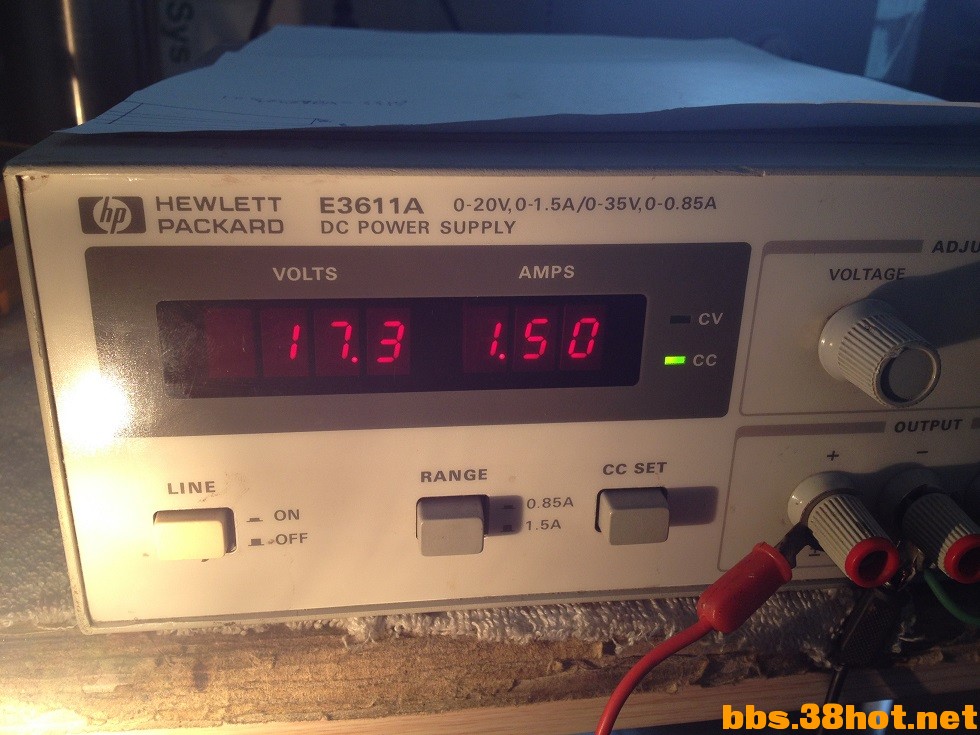 Sys
hp HEWLETT PACKARD
E3611A 0-20V,0-1.5A/0-35V,0-0.85A
DC POWER SUPPLY
VOLTS AMPS
17.3 1.50
CV
CC
ADJU
VOLTAGE
OUTPUT
+ −
LINE
ON
OFF
RANGE
0.85A
1.5A
CC SET
bbs.38hot.net